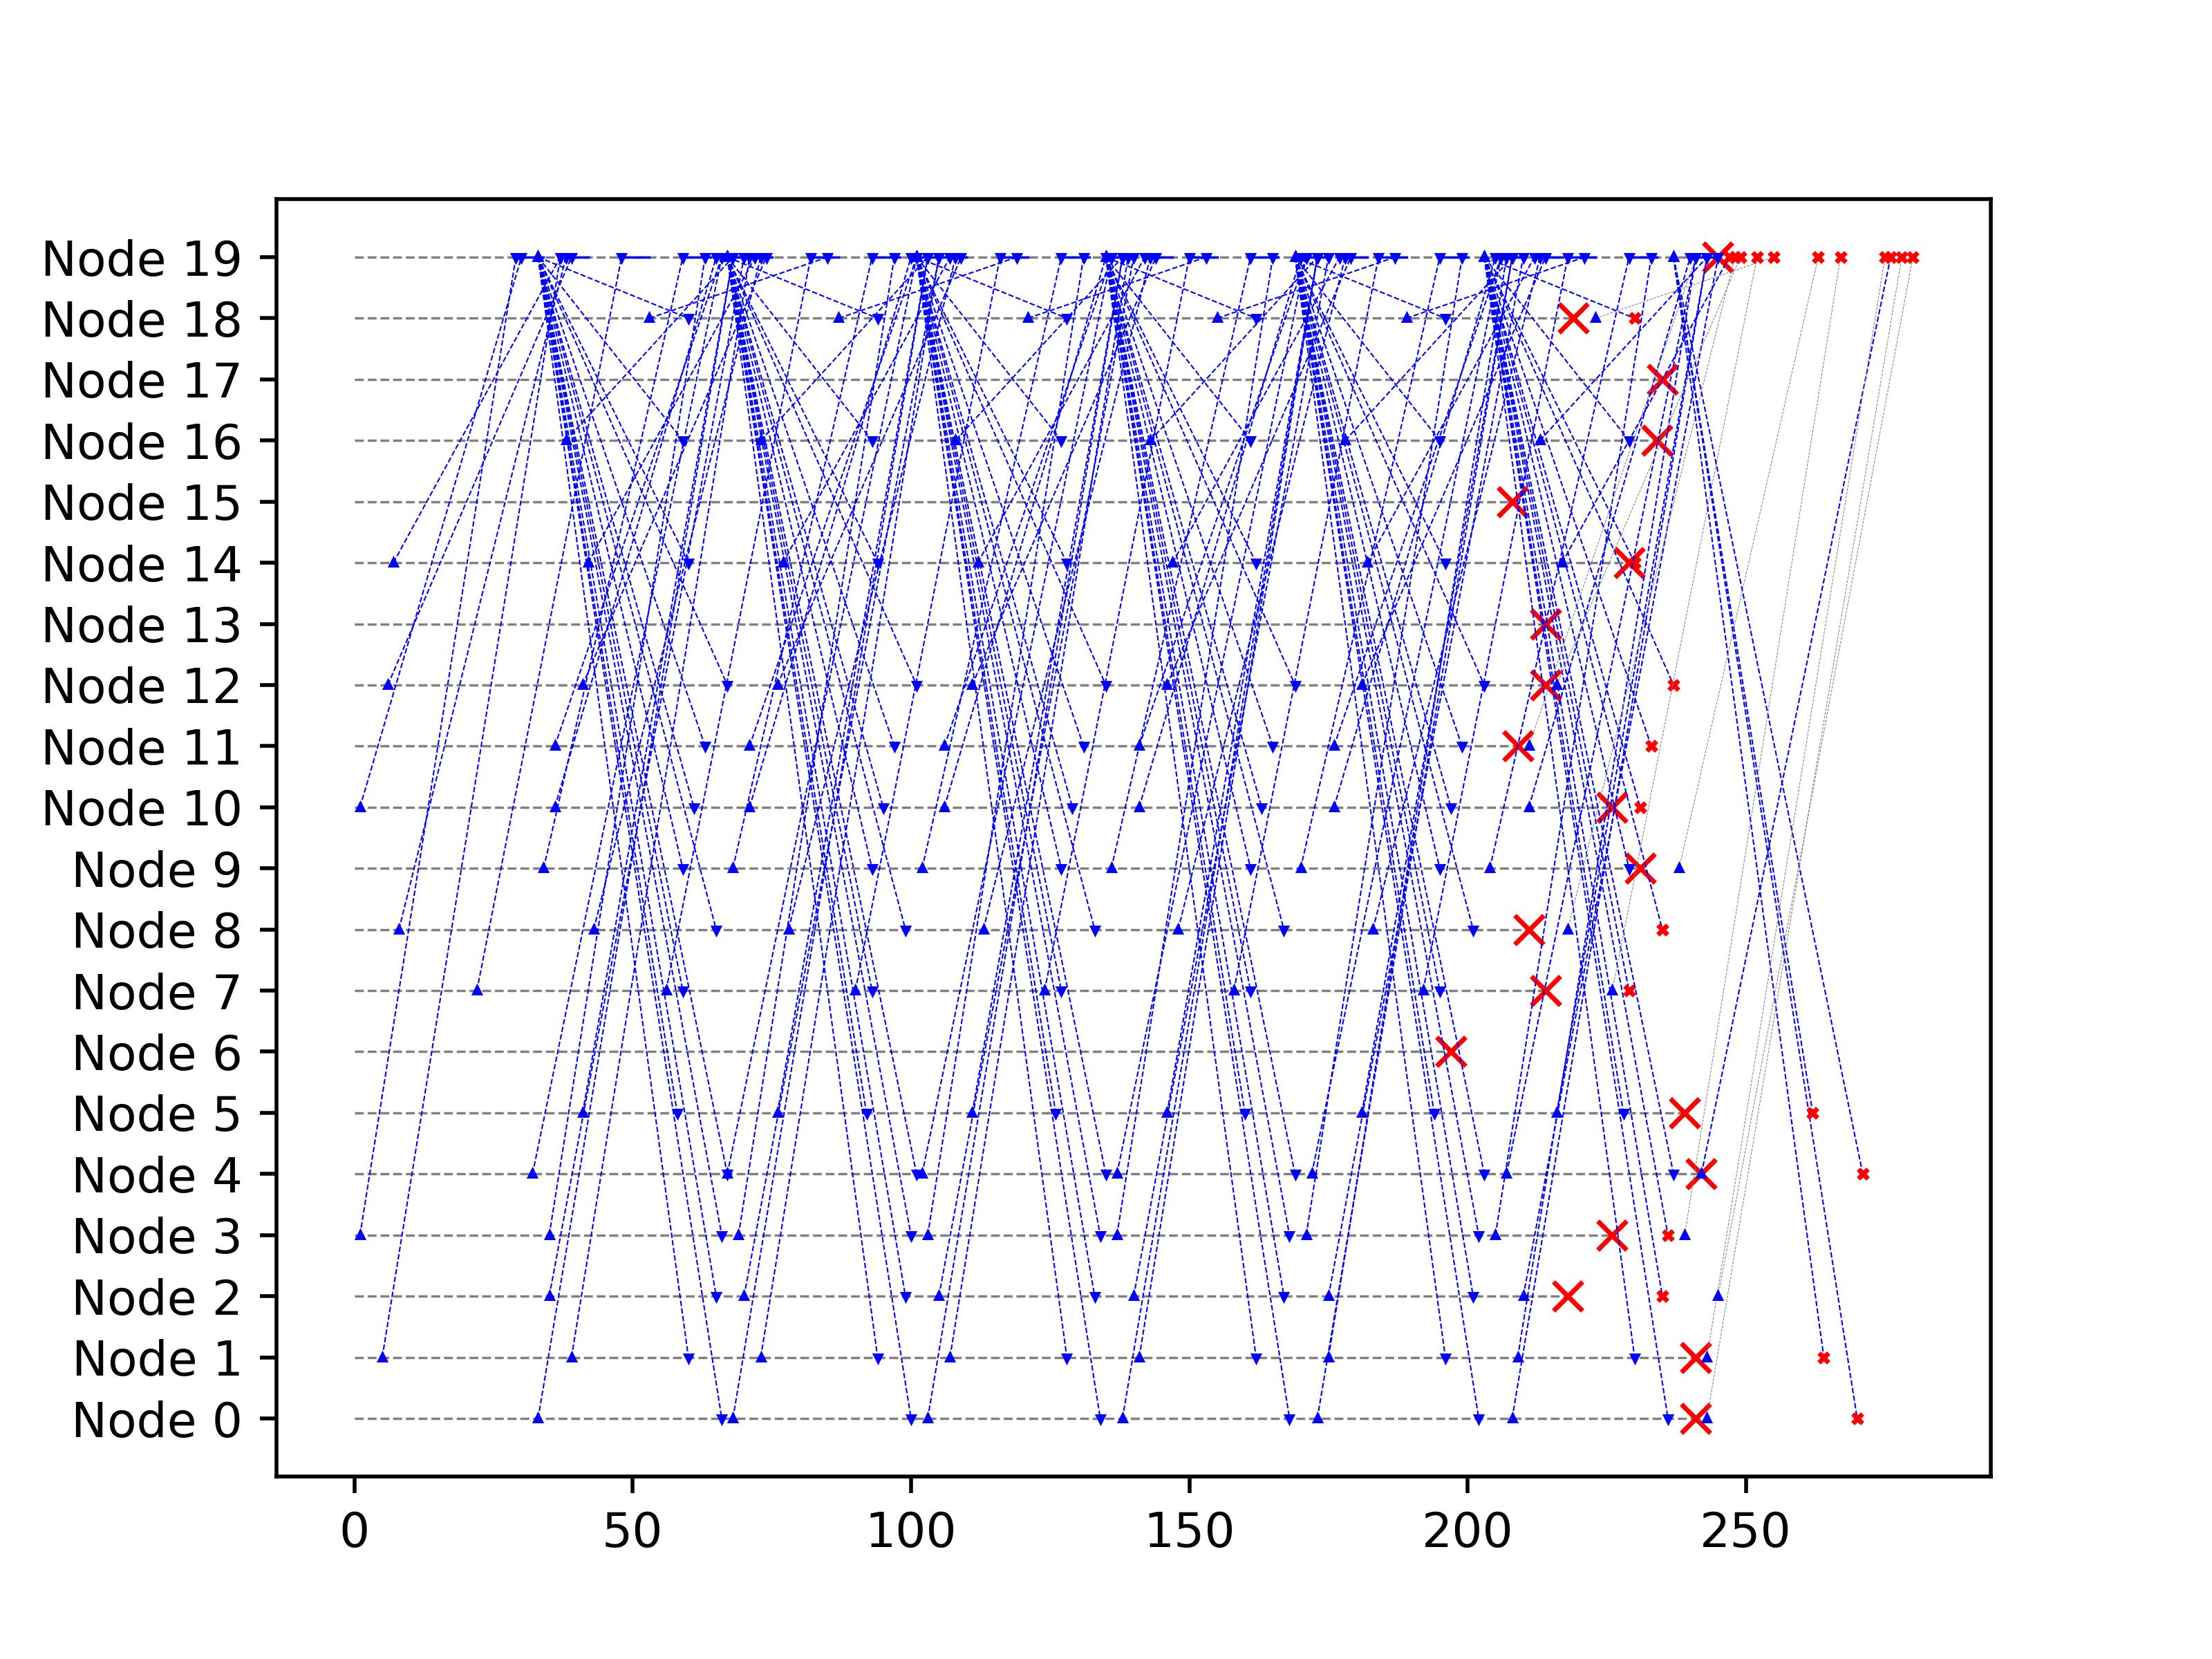 Node 19
Node 18
Node 17
Node 16
Node 15
Node 14
Node 13
Node 12
Node 11
Node 10
Node 9
Node 8
Node 7
Node 6
Node 5
Node 4
Node 3
Node 2
Node 1
Node 0
0 50 100 150 200 250